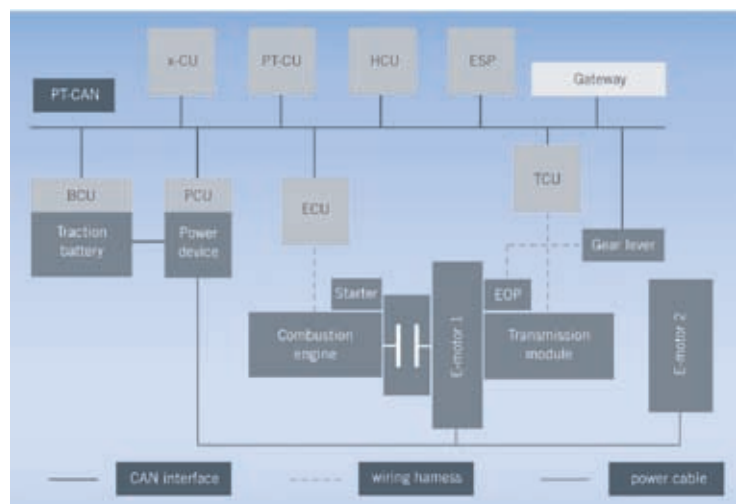 x-CU
PT-CU
HCU
ESP
Gateway
PT-CAN
BCU
PCU
ECU
TCU
Traction
battery
Power
device
Gear lever
Starter
EOP
Combustion
engine
E-motor 1
Transmission
module
E-motor 2
CAN interface
wiring harness
power cable